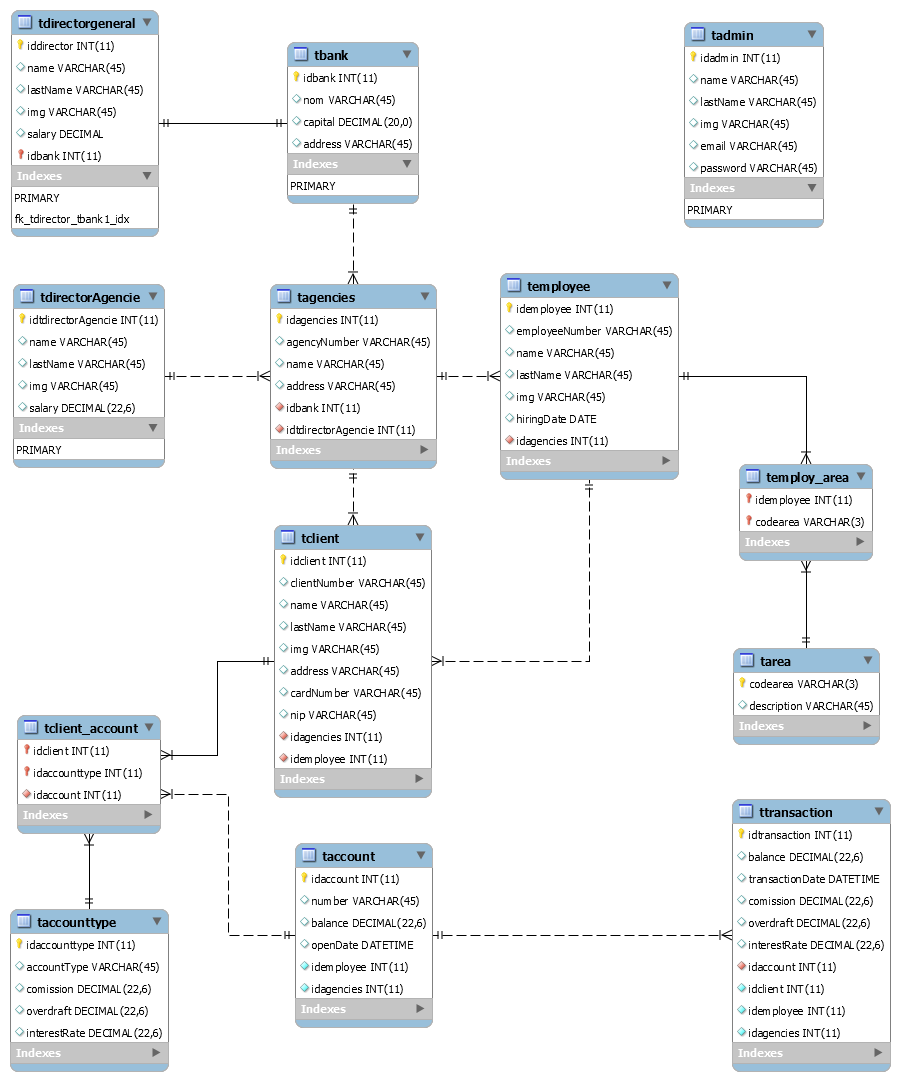 tdirectorgeneral
iddirector INT(11)
name VARCHAR(45)
lastName VARCHAR(45)
img VARCHAR(45)
salary DECIMAL
idbank INT(11)
Indexes
PRIMARY
fk_tdirector_tbank1_idx
tbank
idbank INT(11)
nom VARCHAR(45)
capital DECIMAL(20,0)
address VARCHAR(45)
Indexes
PRIMARY
tadmin
idadmin INT(11)
name VARCHAR(45)
lastName VARCHAR(45)
img VARCHAR(45)
email VARCHAR(45)
password VARCHAR(45)
Indexes
PRIMARY
tdirectorAgencie
idtdirectorAgencie INT(11)
name VARCHAR(45)
lastName VARCHAR(45)
img VARCHAR(45)
salary DECIMAL(22,6)
Indexes
PRIMARY
tagencies
idagencies INT(11)
agencyNumber VARCHAR(45)
name VARCHAR(45)
address VARCHAR(45)
idbank INT(11)
idtdirectorAgencie INT(11)
Indexes
temployee
idemployee INT(11)
employeeNumber VARCHAR(45)
name VARCHAR(45)
lastName VARCHAR(45)
img VARCHAR(45)
hiringDate DATE
idagencies INT(11)
Indexes
temploy_area
idemployee INT(11)
codearea VARCHAR(3)
Indexes
tclient
idclient INT(11)
clientNumber VARCHAR(45)
name VARCHAR(45)
lastName VARCHAR(45)
img VARCHAR(45)
address VARCHAR(45)
cardNumber VARCHAR(45)
nip VARCHAR(45)
idagencies INT(11)
idemployee INT(11)
Indexes
tarea
codearea VARCHAR(3)
description VARCHAR(45)
Indexes
tclient_account
idclient INT(11)
idaccounttype INT(11)
idaccount INT(11)
Indexes
taccount
idaccount INT(11)
number VARCHAR(45)
balance DECIMAL(22,6)
openDate DATETIME
idemployee INT(11)
idagencies INT(11)
Indexes
ttransaction
idtransaction INT(11)
balance DECIMAL(22,6)
transactionDate DATETIME
comission DECIMAL(22,6)
overdraft DECIMAL(22,6)
interestRate DECIMAL(22,6)
idaccount INT(11)
idclient INT(11)
idemployee INT(11)
idagencies INT(11)
Indexes
taccounttype
idaccounttype INT(11)
accountType VARCHAR(45)
comission DECIMAL(22,6)
overdraft DECIMAL(22,6)
interestRate DECIMAL(22,6)
Indexes